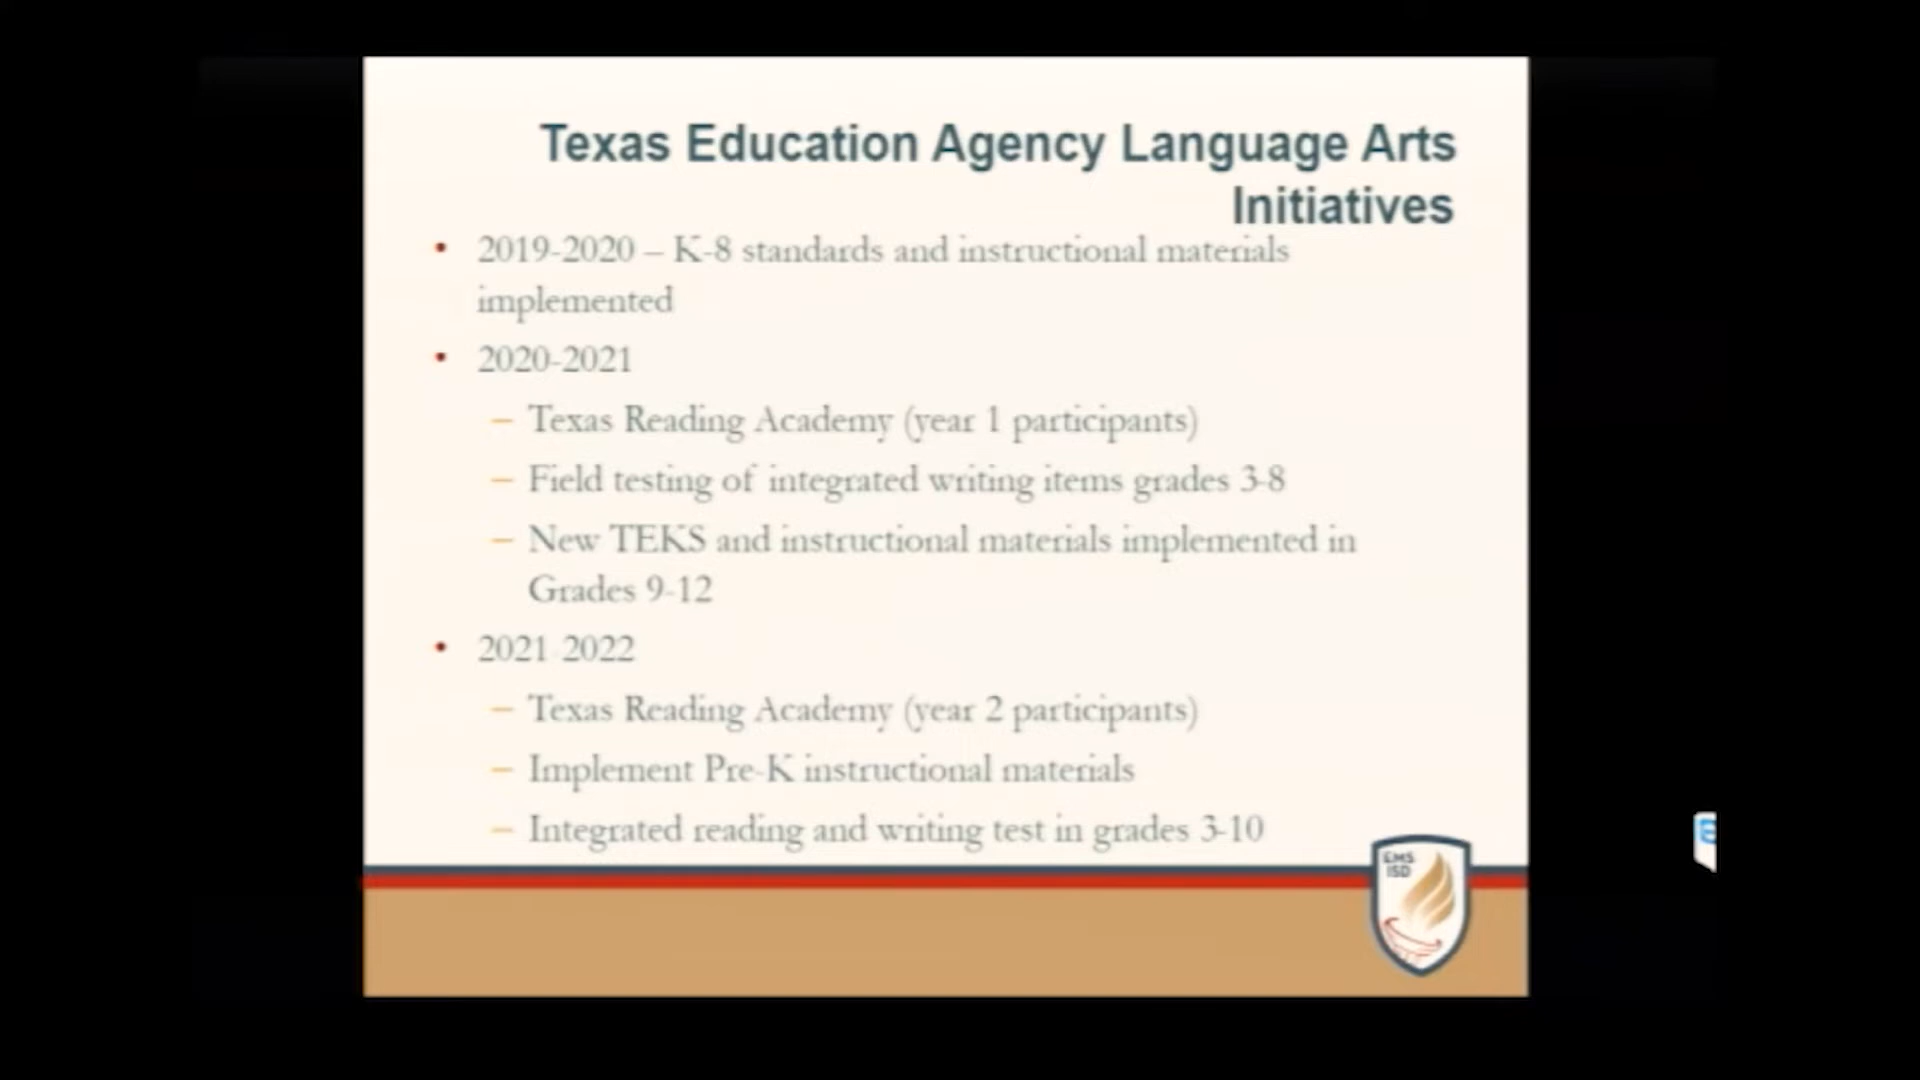 Texas Education Agency Language Arts
Initiatives
• 2019-2020 – K-8 standards and instructional materials
implemented
• 2020-2021
– Texas Reading Academy (year 1 participants)
– Field testing of integrated writing items grades 3-8
– New TEKS and instructional materials implemented in
Grades 9-12
• 2021-2022
– Texas Reading Academy (year 2 participants)
– Implement Pre-K instructional materials
– Integrated reading and writing test in grades 3-10
EMS
ISD